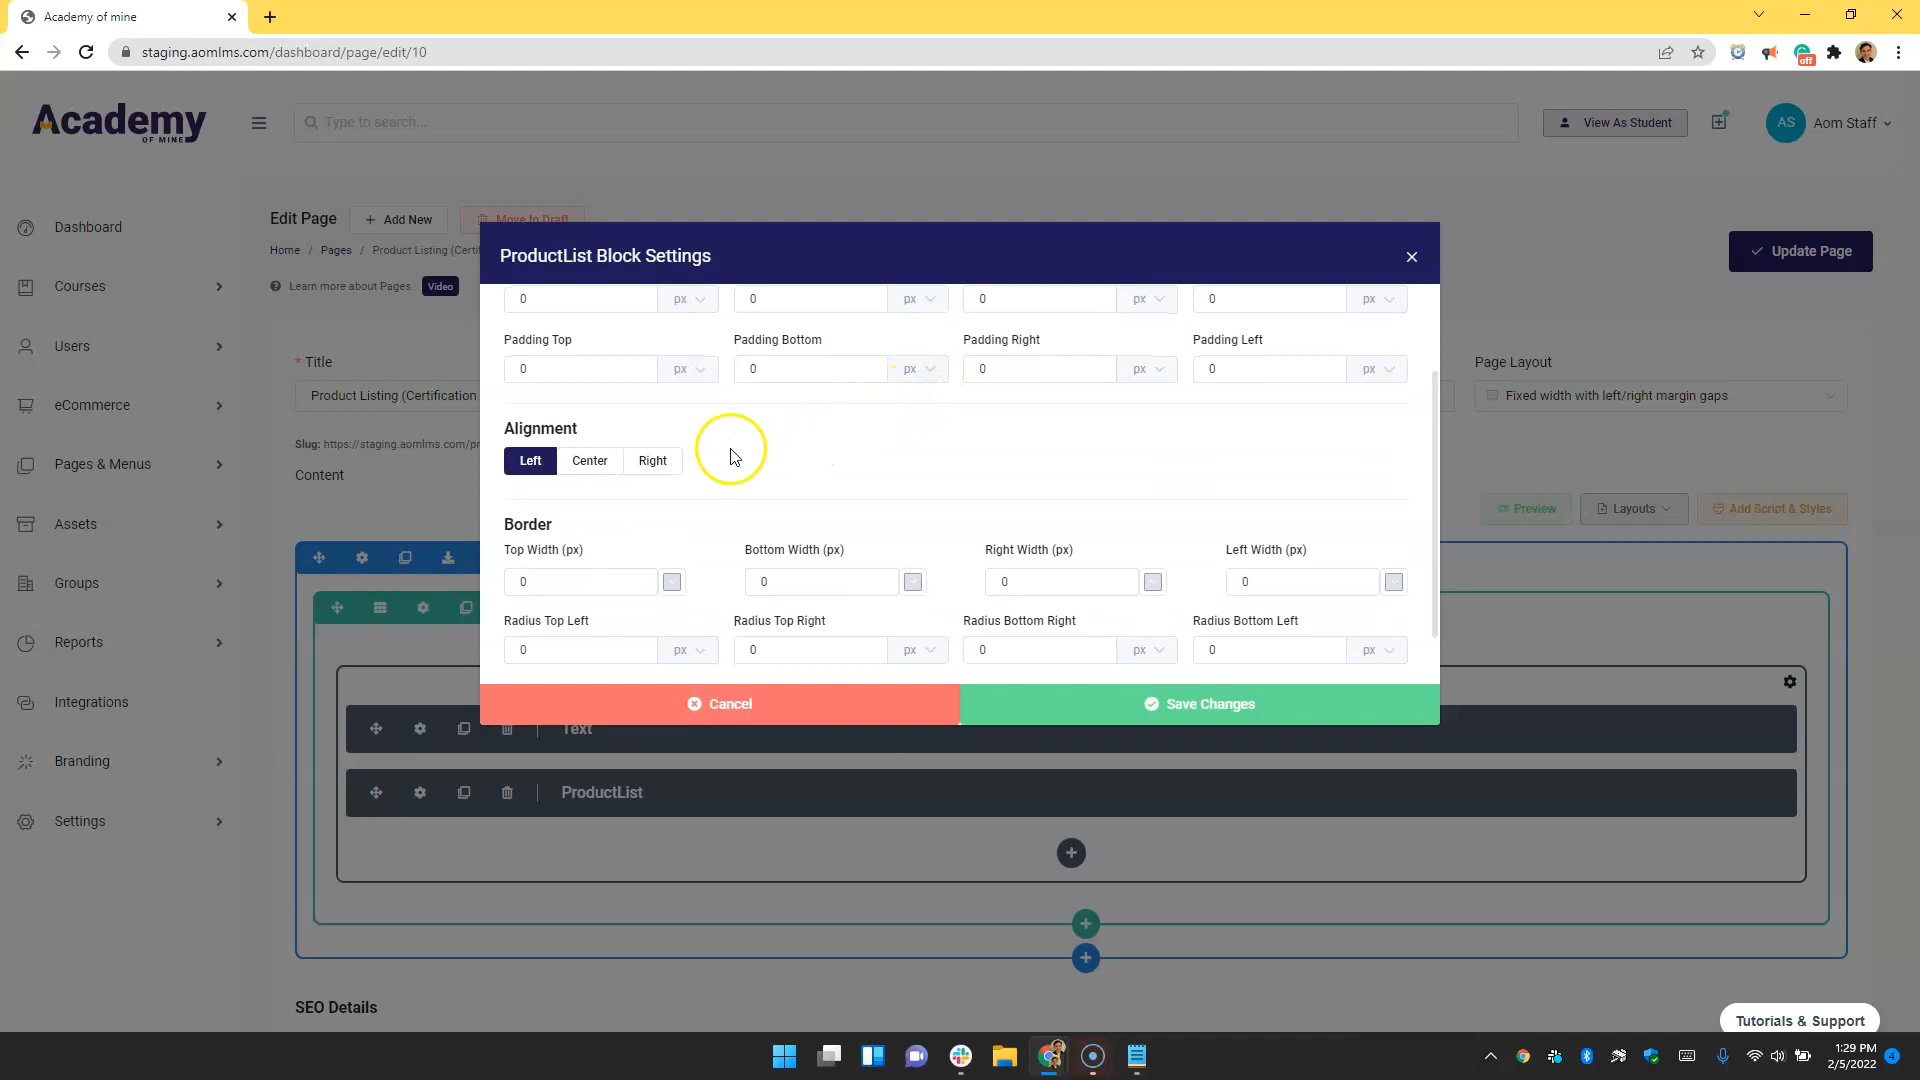 Academy of mine
staging.aomlms.com/dashboard/page/edit/10
off
Academy
OF MINE
Type to search...
View As Student
AS
Aom Staff
Dashboard
Courses
Users
eCommerce
Pages & Menus
Assets
Groups
Reports
Integrations
Branding
Settings
Edit Page
Add New
Move to Draft
Home / Pages / Product Listing (Certi
Learn more about Pages
Video
Update Page
* Title
Product Listing (Certification
Page Layout
Fixed width with left/right margin gaps
Slug: https://staging.aomlms.com/pr
Content
Preview
Layouts
Add Script & Styles
ProductList Block Settings
0 px 0 px 0 px 0 px
Padding Top Padding Bottom Padding Right Padding Left
0 px 0 px 0 px 0 px
Alignment
Left Center Right
Border
Top Width (px) Bottom Width (px) Right Width (px) Left Width (px)
0 0 0 0
Radius Top Left Radius Top Right Radius Bottom Right Radius Bottom Left
0 px 0 px 0 px 0 px
Cancel
Save Changes
Text
ProductList
SEO Details
Tutorials & Support
1:29 PM
2/5/2022
4